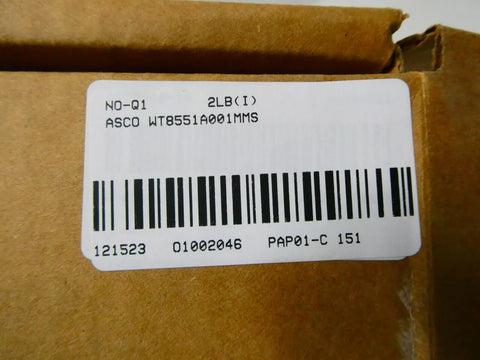 NO-Q1 2LB(I)
ASCO WT8551A001MMS
121523 01002046 PAP01-C 151